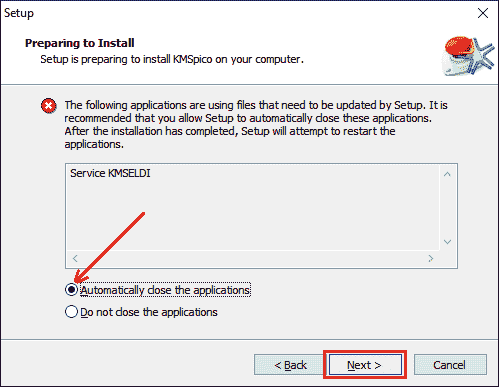 Setup
Preparing to Install
Setup is preparing to install KMSpico on your computer.
The following applications are using files that need to be updated by Setup. It is
recommended that you allow Setup to automatically close these applications.
After the installation has completed, Setup will attempt to restart the
applications.
Service KMSELDI
Automatically close the applications
Do not close the applications
< Back
Next >
Cancel